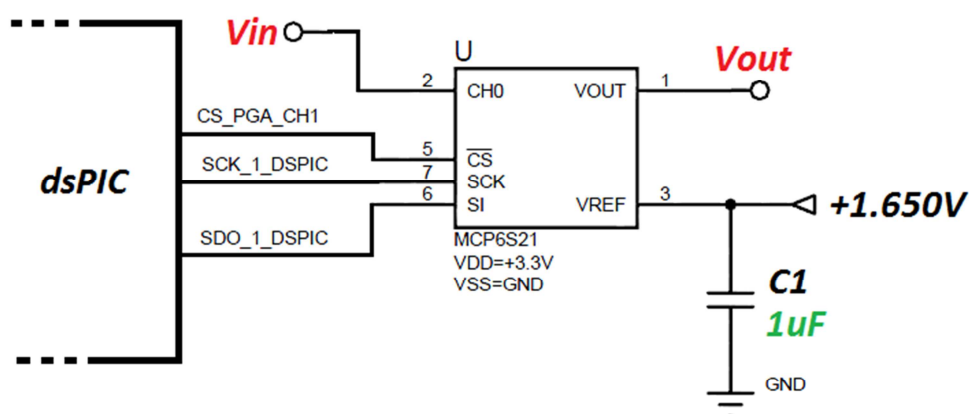 Vin
U
Vout
2
CH0
VOUT
1
CS_PGA_CH1
dsPIC
5
CS
SCK_1_DSPIC
7
SCK
6
SI
VREF
3
+1.650V
SDO_1_DSPIC
MCP6S21
VDD=+3.3V
VSS=GND
C1
1uF
GND